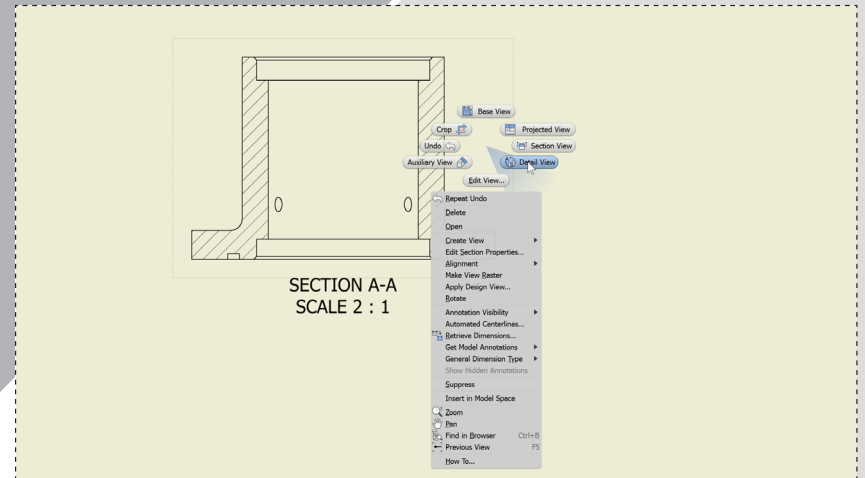 Base View
Crop
Projected View
Undo
Section View
Auxiliary View
Detail View
Edit View...
Repeat Undo
Delete
Open
Create View
Edit Section Properties...
Alignment
Make View Raster
Apply Design View...
Rotate
Annotation Visibility
Automated Centerlines...
Retrieve Dimensions...
Get Model Annotations
General Dimension Type
Show Hidden Annotations
Suppress
Insert in Model Space
Zoom
Pan
Find in Browser Ctrl+B
Previous View F5
How To...
SECTION A-A
SCALE 2 : 1